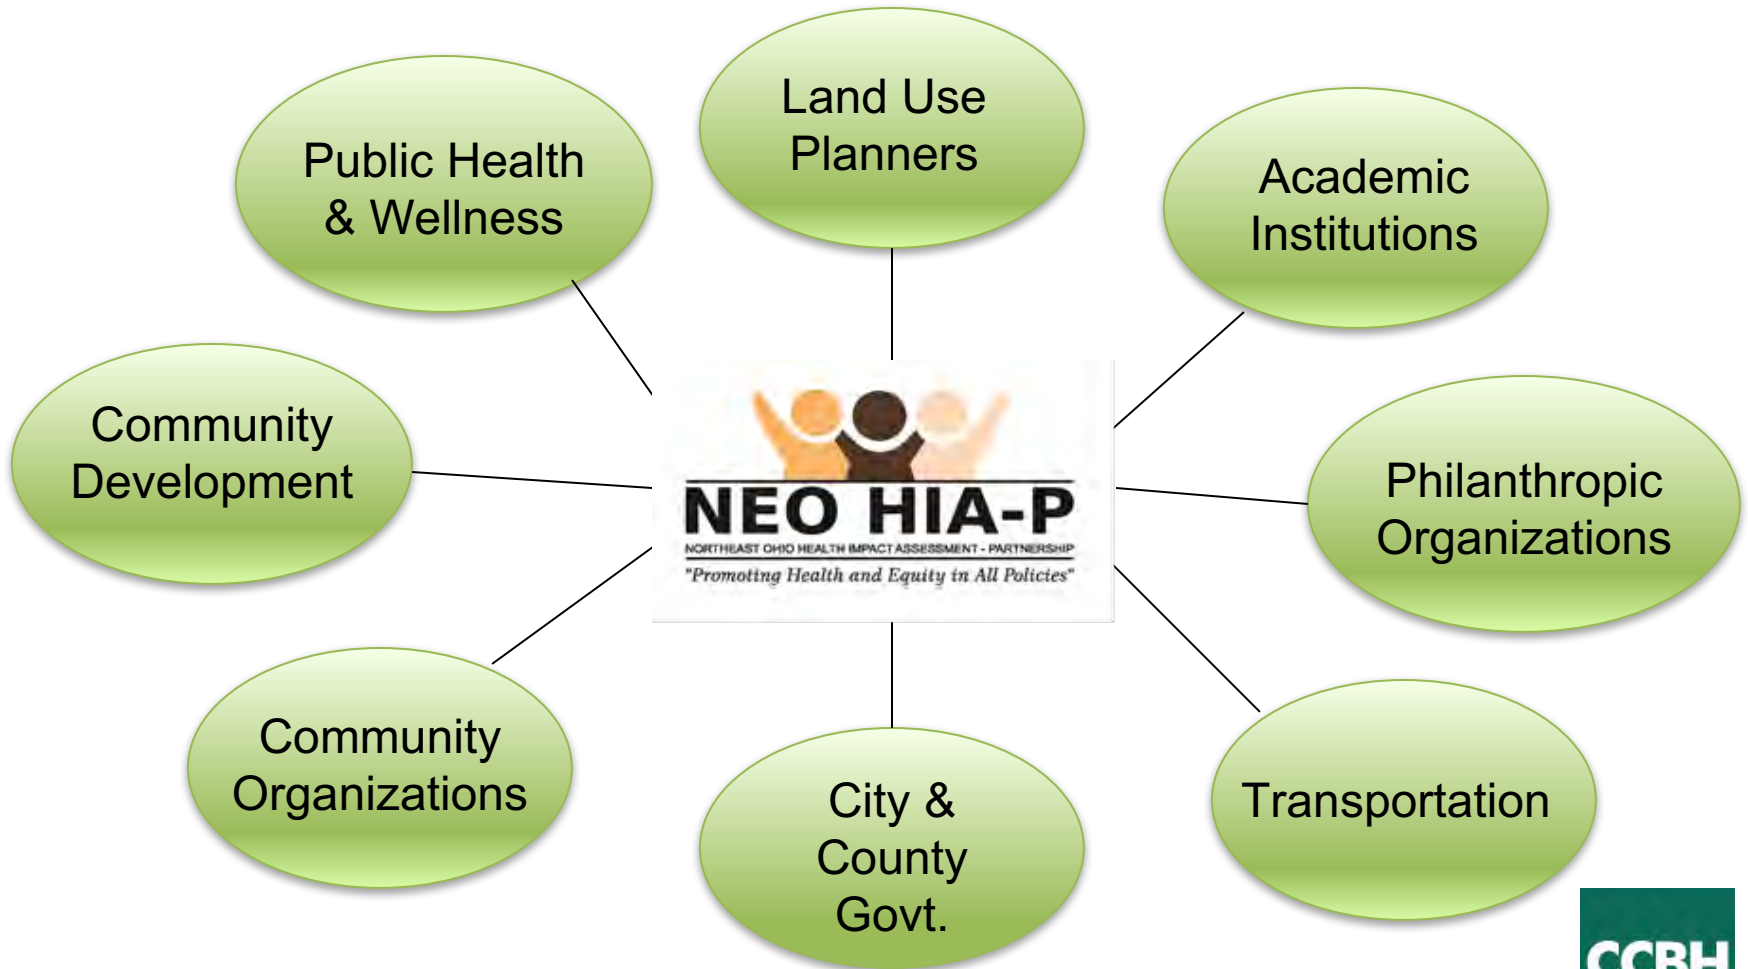 Land Use
Planners
Public Health
& Wellness
Academic
Institutions
Community
Development
NEO HIA-P
NORTHEAST OHIO HEALTH IMPACT ASSESSMENT - PARTNERSHIP
"Promoting Health and Equity in All Policies"
Philanthropic
Organizations
Community
Organizations
City &
County
Govt.
Transportation
CCBH